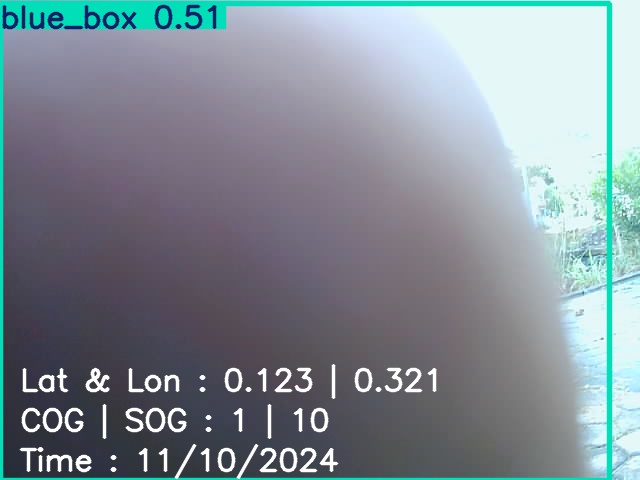 blue_box 0.51
Lat & Lon : 0.123 | 0.321
COG | SOG : 1 | 10
Time : 11/10/2024